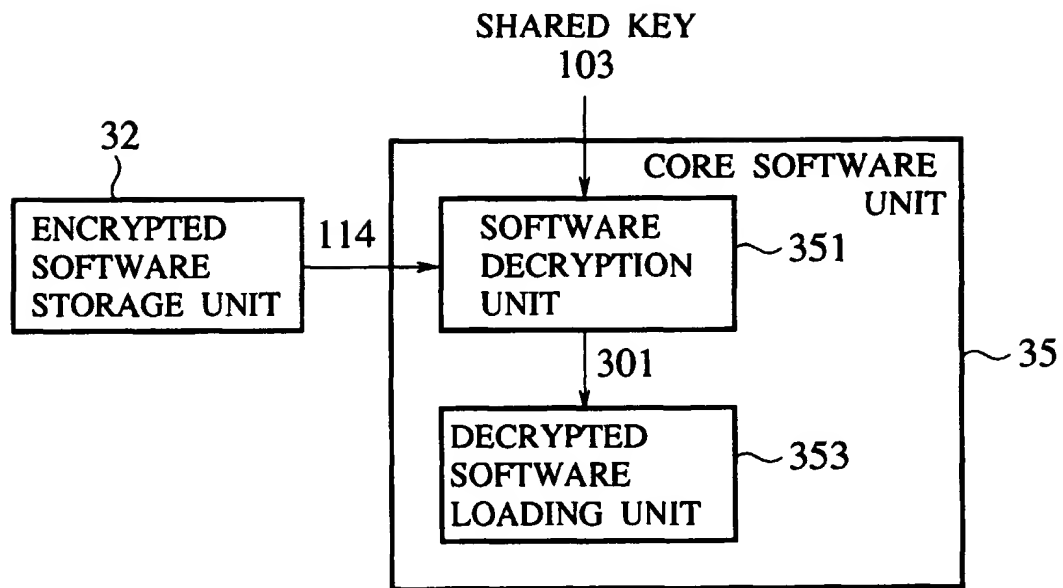 SHARED KEY
103
32
CORE SOFTWARE
UNIT
ENCRYPTED
SOFTWARE
STORAGE UNIT
114
SOFTWARE
DECRYPTION
UNIT
351
301
35
DECRYPTED
SOFTWARE
LOADING UNIT
353